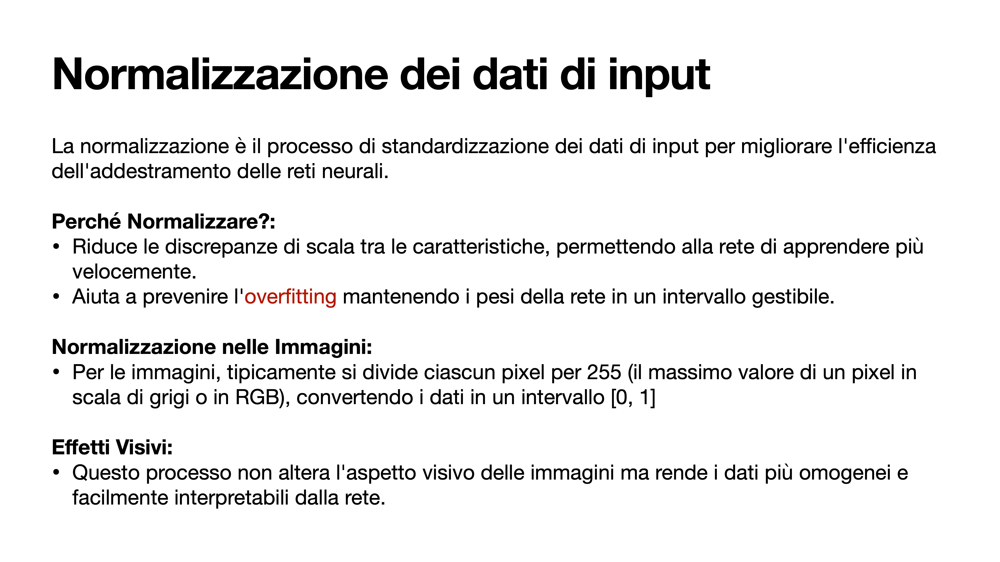 Normalizzazione dei dati di input
La normalizzazione è il processo di standardizzazione dei dati di input per migliorare l'efficienza
dell'addestramento delle reti neurali.
Perché Normalizzare?:
• Riduce le discrepanze di scala tra le caratteristiche, permettendo alla rete di apprendere più
velocemente.
• Aiuta a prevenire l'overfitting mantenendo i pesi della rete in un intervallo gestibile.
Normalizzazione nelle Immagini:
• Per le immagini, tipicamente si divide ciascun pixel per 255 (il massimo valore di un pixel in
scala di grigi o in RGB), convertendo i dati in un intervallo [0, 1]
Effetti Visivi:
• Questo processo non altera l'aspetto visivo delle immagini ma rende i dati più omogenei e
facilmente interpretabili dalla rete.